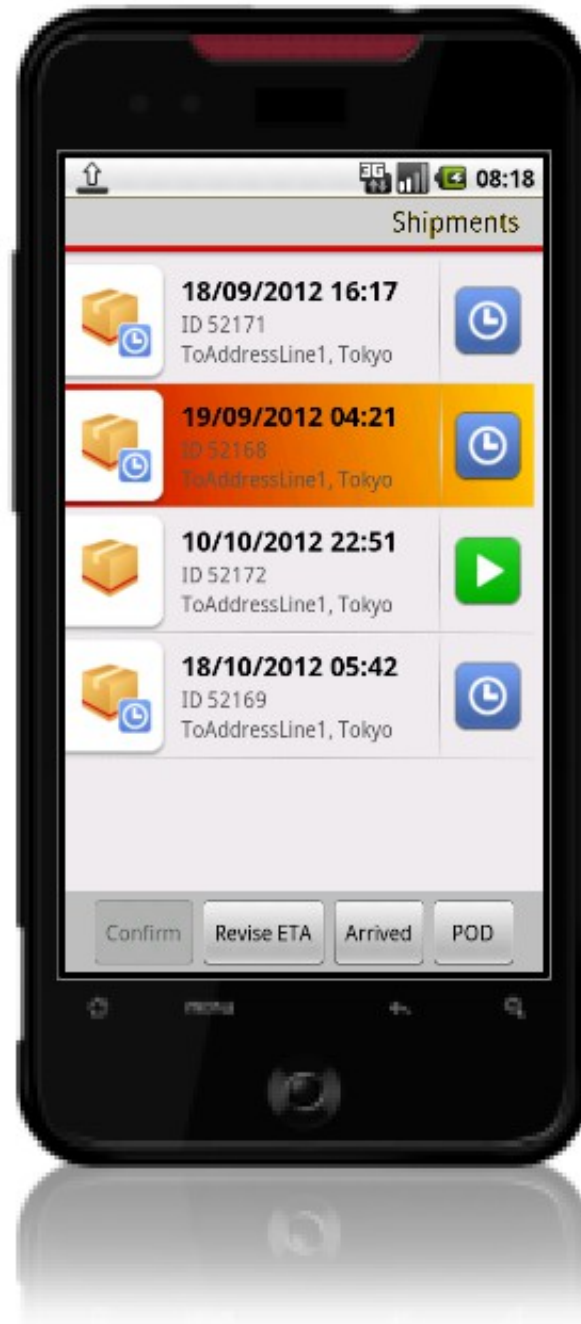 3G 08:18
Shipments
18/09/2012 16:17
ID 52171
ToAddressLine1, Tokyo
19/09/2012 04:21
ID 52168
ToAddressLine1, Tokyo
10/10/2012 22:51
ID 52172
ToAddressLine1, Tokyo
18/10/2012 05:42
ID 52169
ToAddressLine1, Tokyo
Confirm Revise ETA Arrived POD
menu